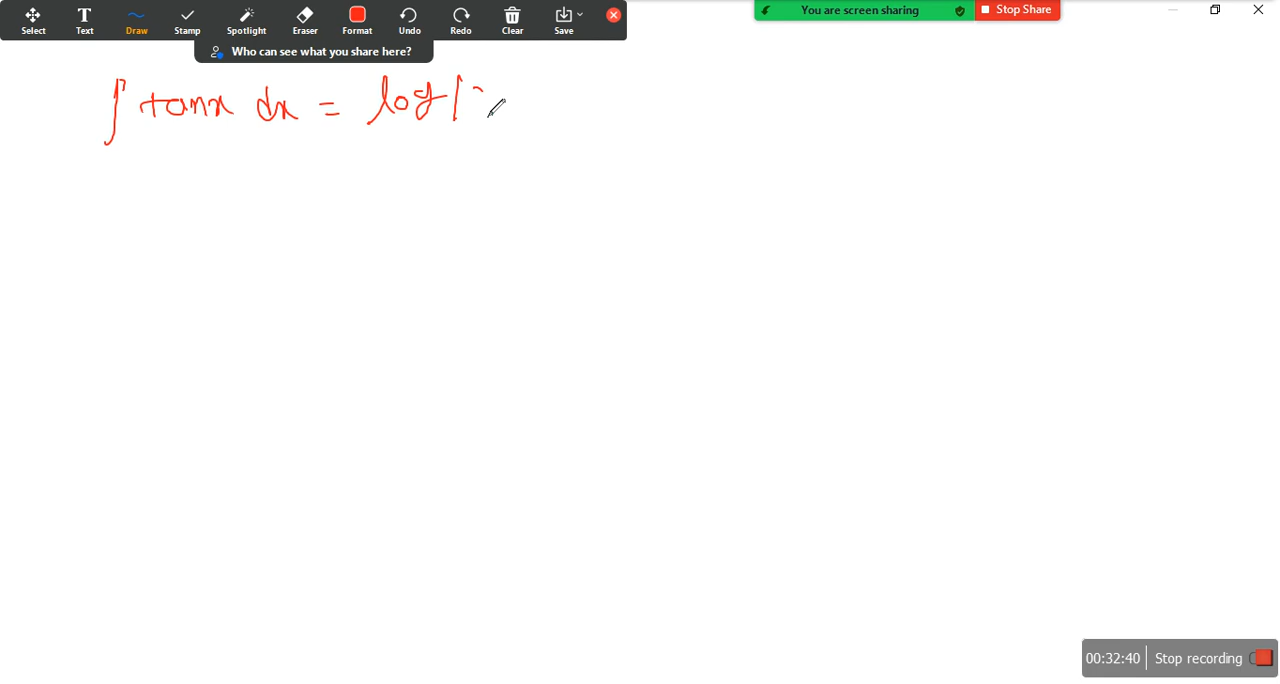 You are screen sharing Stop Share
Select Text Draw Stamp Spotlight Eraser Format Undo Redo Clear Save
Who can see what you share here?
∫ tanx dx = log|
00:32:40 Stop recording